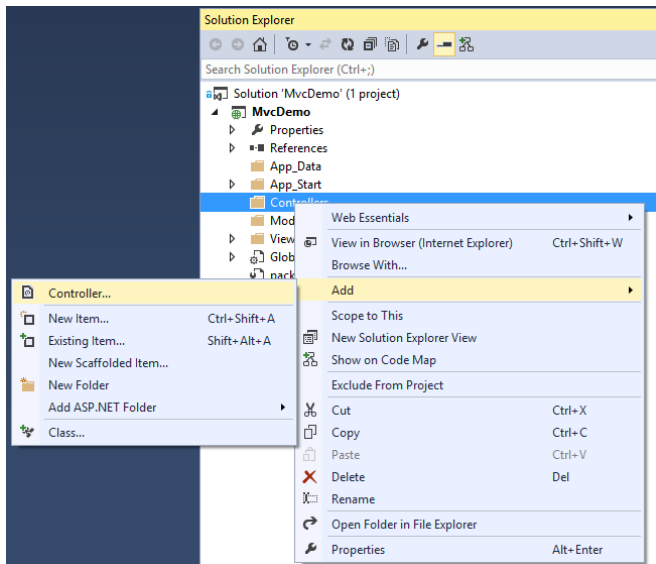 Solution Explorer
Search Solution Explorer (Ctrl+;)
Solution 'MvcDemo' (1 project)
MvcDemo
Properties
References
App_Data
App_Start
Controllers
Mod
View
Glob
pack
Web Essentials
View in Browser (Internet Explorer) Ctrl+Shift+W
Browse With...
Add
Scope to This
New Solution Explorer View
Show on Code Map
Exclude From Project
Cut Ctrl+X
Copy Ctrl+C
Paste Ctrl+V
Delete Del
Rename
Open Folder in File Explorer
Properties Alt+Enter
Controller...
New Item... Ctrl+Shift+A
Existing Item... Shift+Alt+A
New Scaffolded Item...
New Folder
Add ASP.NET Folder
Class...